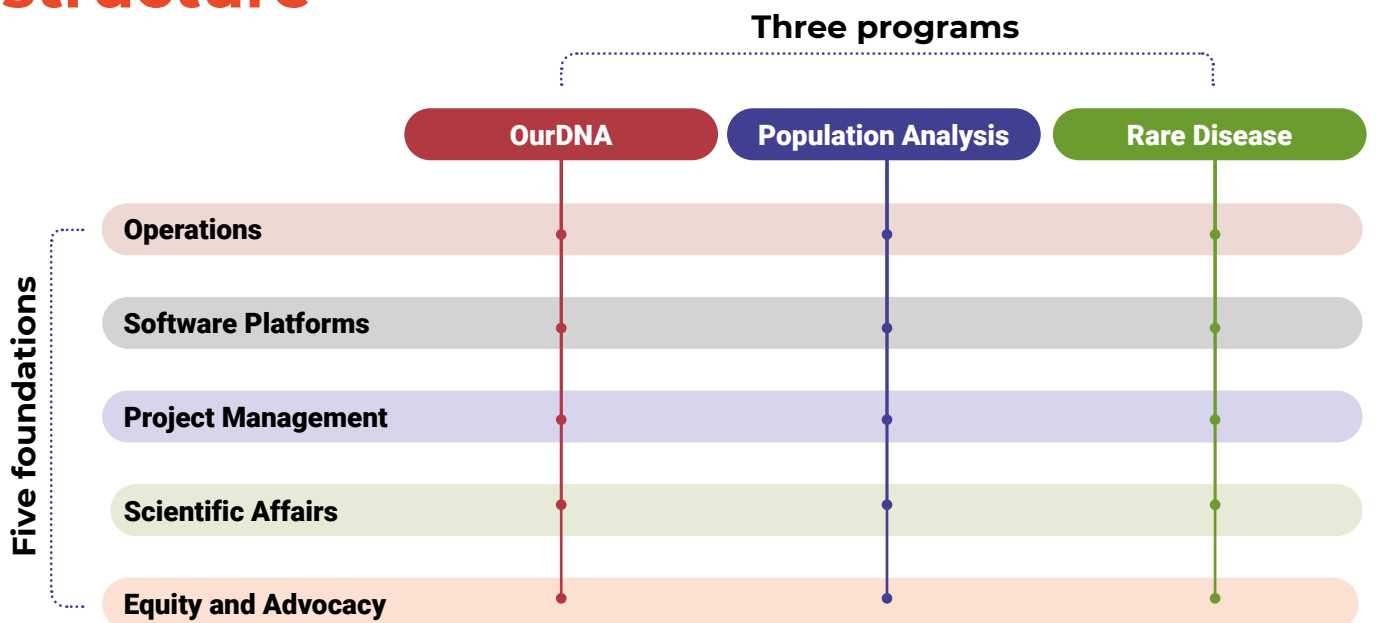 structure
Three programs
OurDNA
Population Analysis
Rare Disease
Five foundations
Operations
Software Platforms
Project Management
Scientific Affairs
Equity and Advocacy